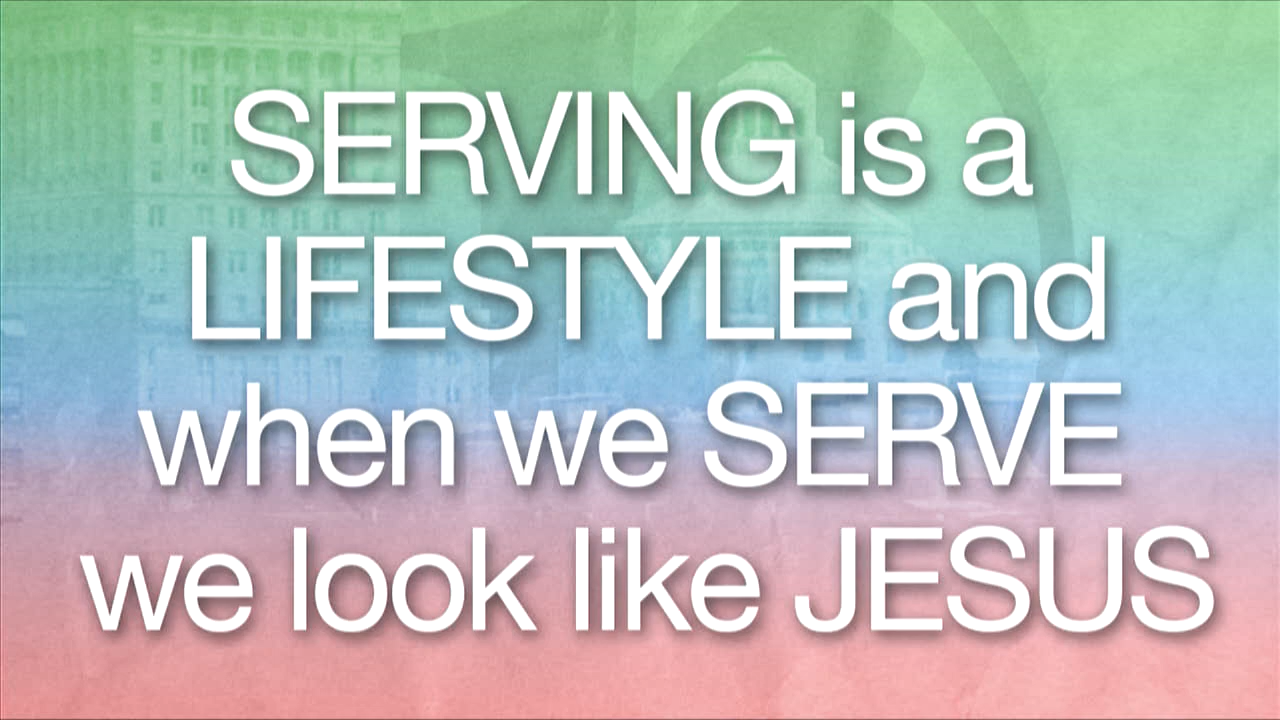 SERVING is a
LIFESTYLE and
when we SERVE
we look like JESUS